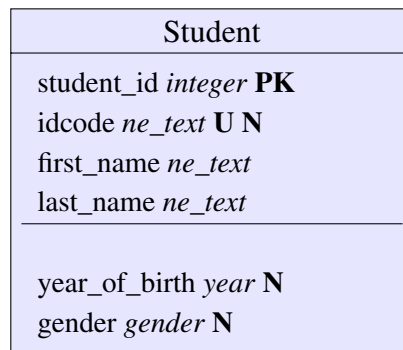 Student
student_id integer PK
idcode ne_text U N
first_name ne_text
last_name ne_text
year_of_birth year N
gender gender N